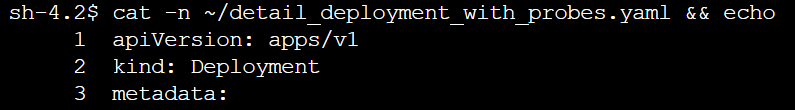 sh-4.2$ cat -n ~/detail_deployment_with_probes.yaml && echo
1 apiVersion: apps/v1
2 kind: Deployment
3 metadata: